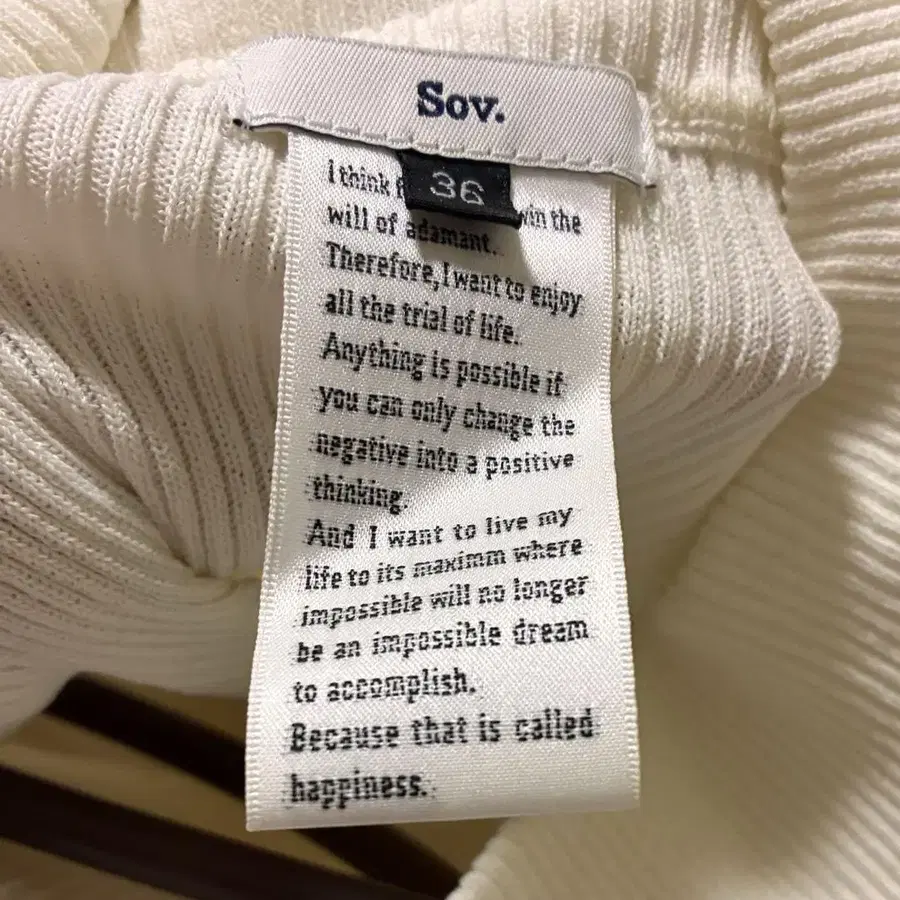 Sov.
36
I think
win the
will of adamant.
Therefore, I want to enjoy
all the trial of life.
Anything is possible if
you can only change the
negative into a positive
thinking.
And I want to live my
life to its maximm where
impossible will no longer
be an impossible dream
to accomplish.
Because that is called
happiness.